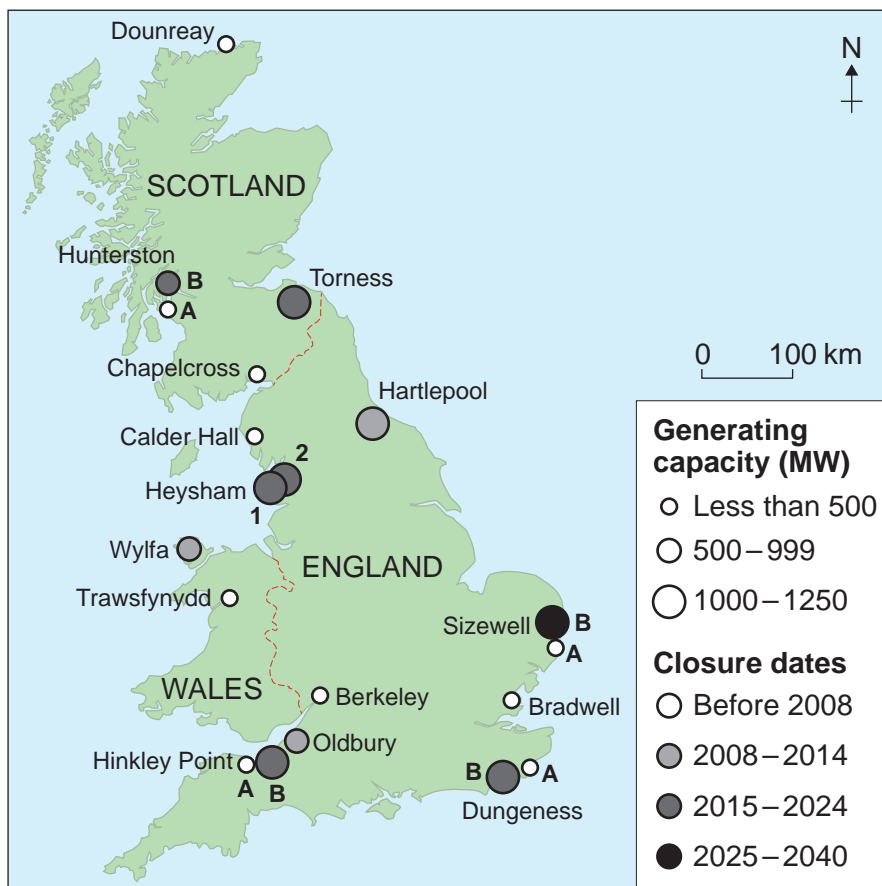 Dounreay
N
SCOTLAND
Hunterston
B
A
Torness
Chapelcross
0 100 km
Hartlepool
Calder Hall
2
Heysham
1
Wylfa
ENGLAND
Trawsfynydd
Sizewell
B
A
WALES
Berkeley
Bradwell
Oldbury
Hinkley Point
A
B
B
A
Dungeness
Generating
capacity (MW)
Less than 500
500–999
1000–1250
Closure dates
Before 2008
2008–2014
2015–2024
2025–2040